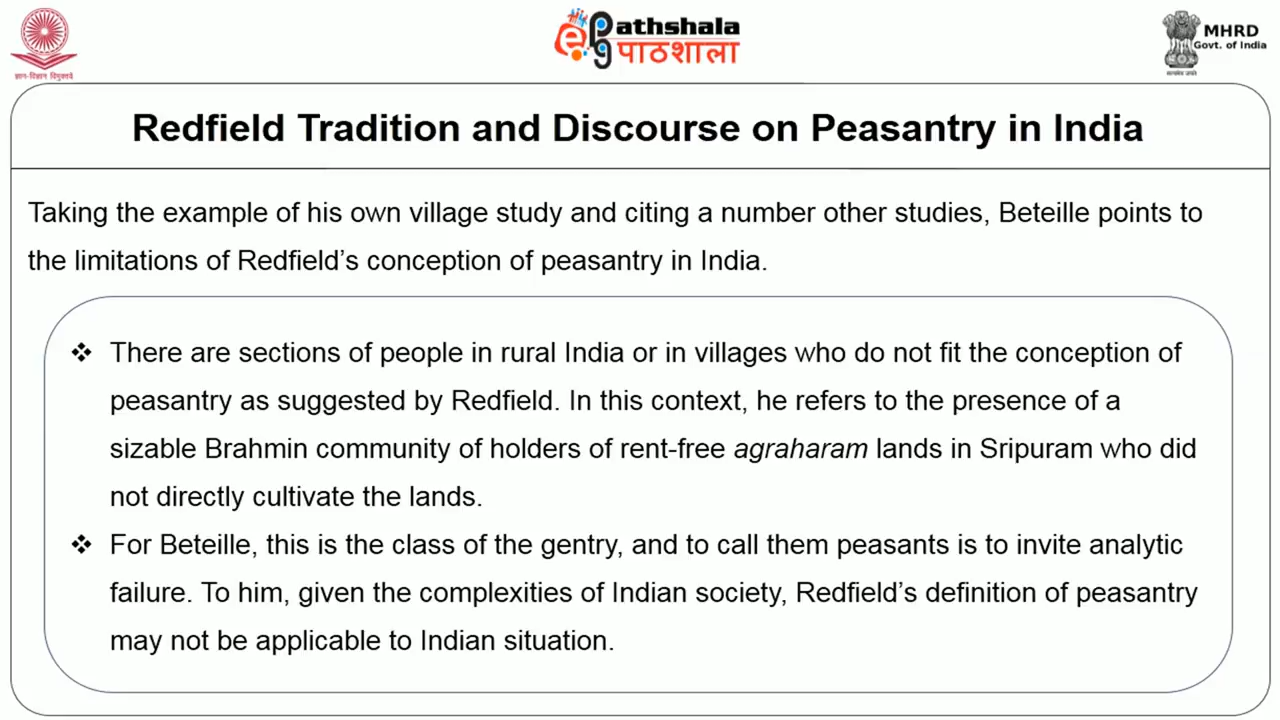 ज्ञान-विज्ञान विमुक्तये
ePG Pathshala
पाठशाला
MHRD
Govt. of India
सत्यमेव जयते
Redfield Tradition and Discourse on Peasantry in India
Taking the example of his own village study and citing a number other studies, Beteille points to
the limitations of Redfield’s conception of peasantry in India.
❖ There are sections of people in rural India or in villages who do not fit the conception of
peasantry as suggested by Redfield. In this context, he refers to the presence of a
sizable Brahmin community of holders of rent-free agraharam lands in Sripuram who did
not directly cultivate the lands.
❖ For Beteille, this is the class of the gentry, and to call them peasants is to invite analytic
failure. To him, given the complexities of Indian society, Redfield’s definition of peasantry
may not be applicable to Indian situation.